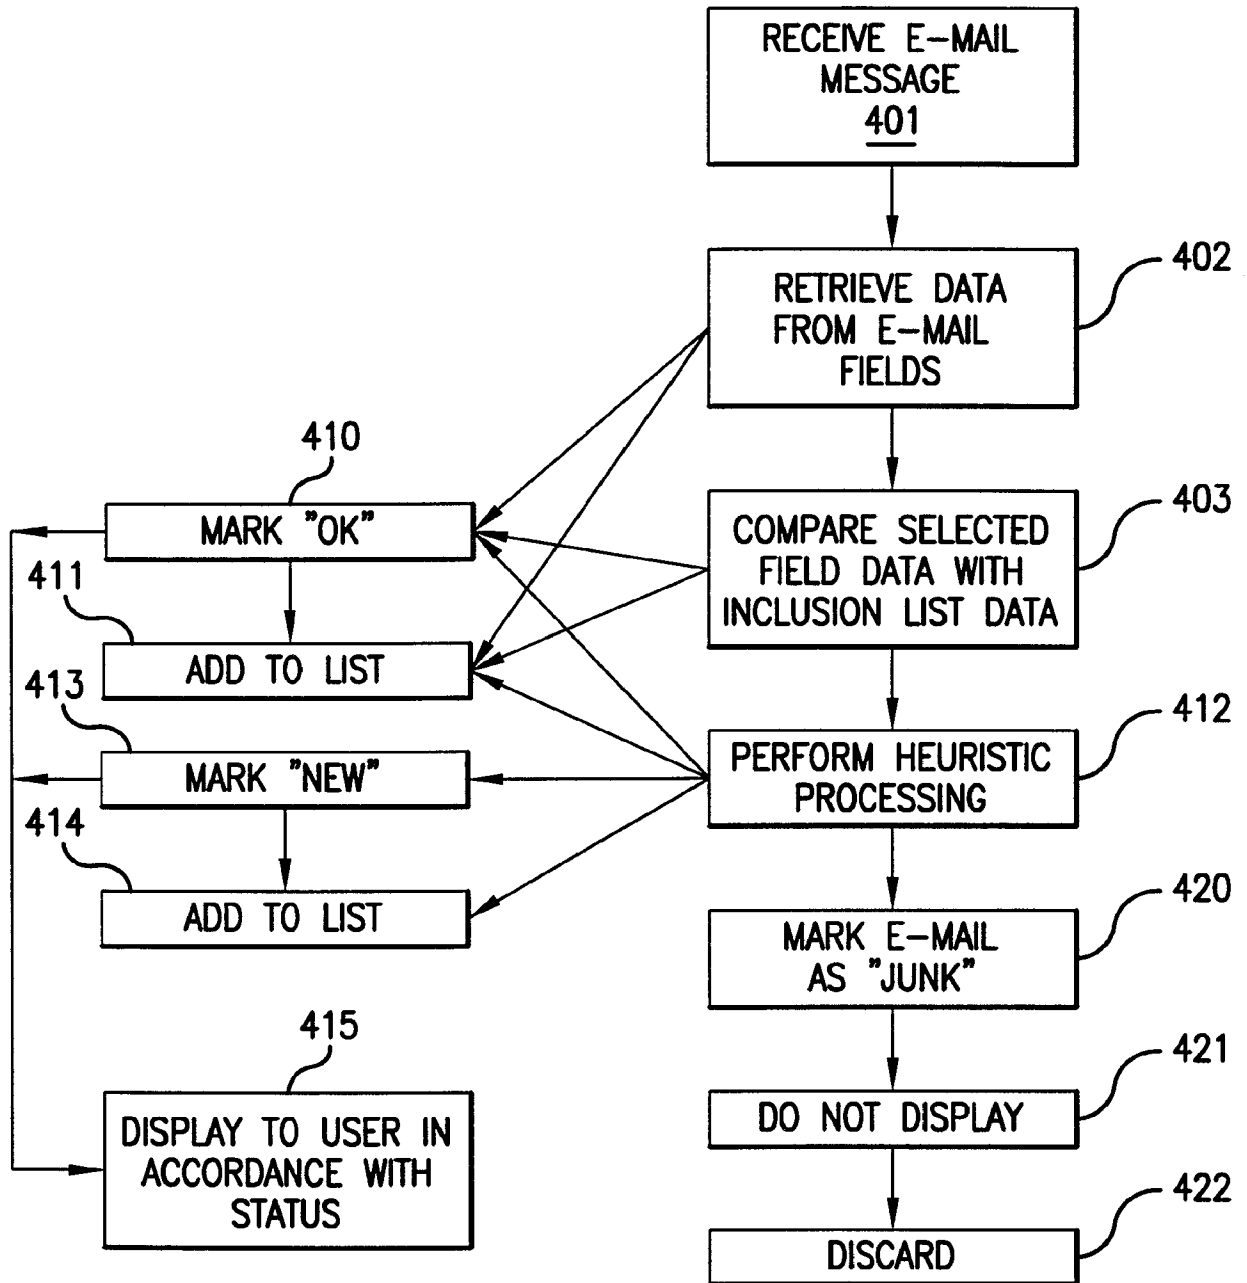 RECEIVE E-MAIL
MESSAGE
401
402
RETRIEVE DATA
FROM E-MAIL
FIELDS
403
COMPARE SELECTED
FIELD DATA WITH
INCLUSION LIST DATA
410
MARK "OK"
411
ADD TO LIST
412
PERFORM HEURISTIC
PROCESSING
413
MARK "NEW"
414
ADD TO LIST
415
DISPLAY TO USER IN
ACCORDANCE WITH
STATUS
420
MARK E-MAIL
AS "JUNK"
421
DO NOT DISPLAY
422
DISCARD